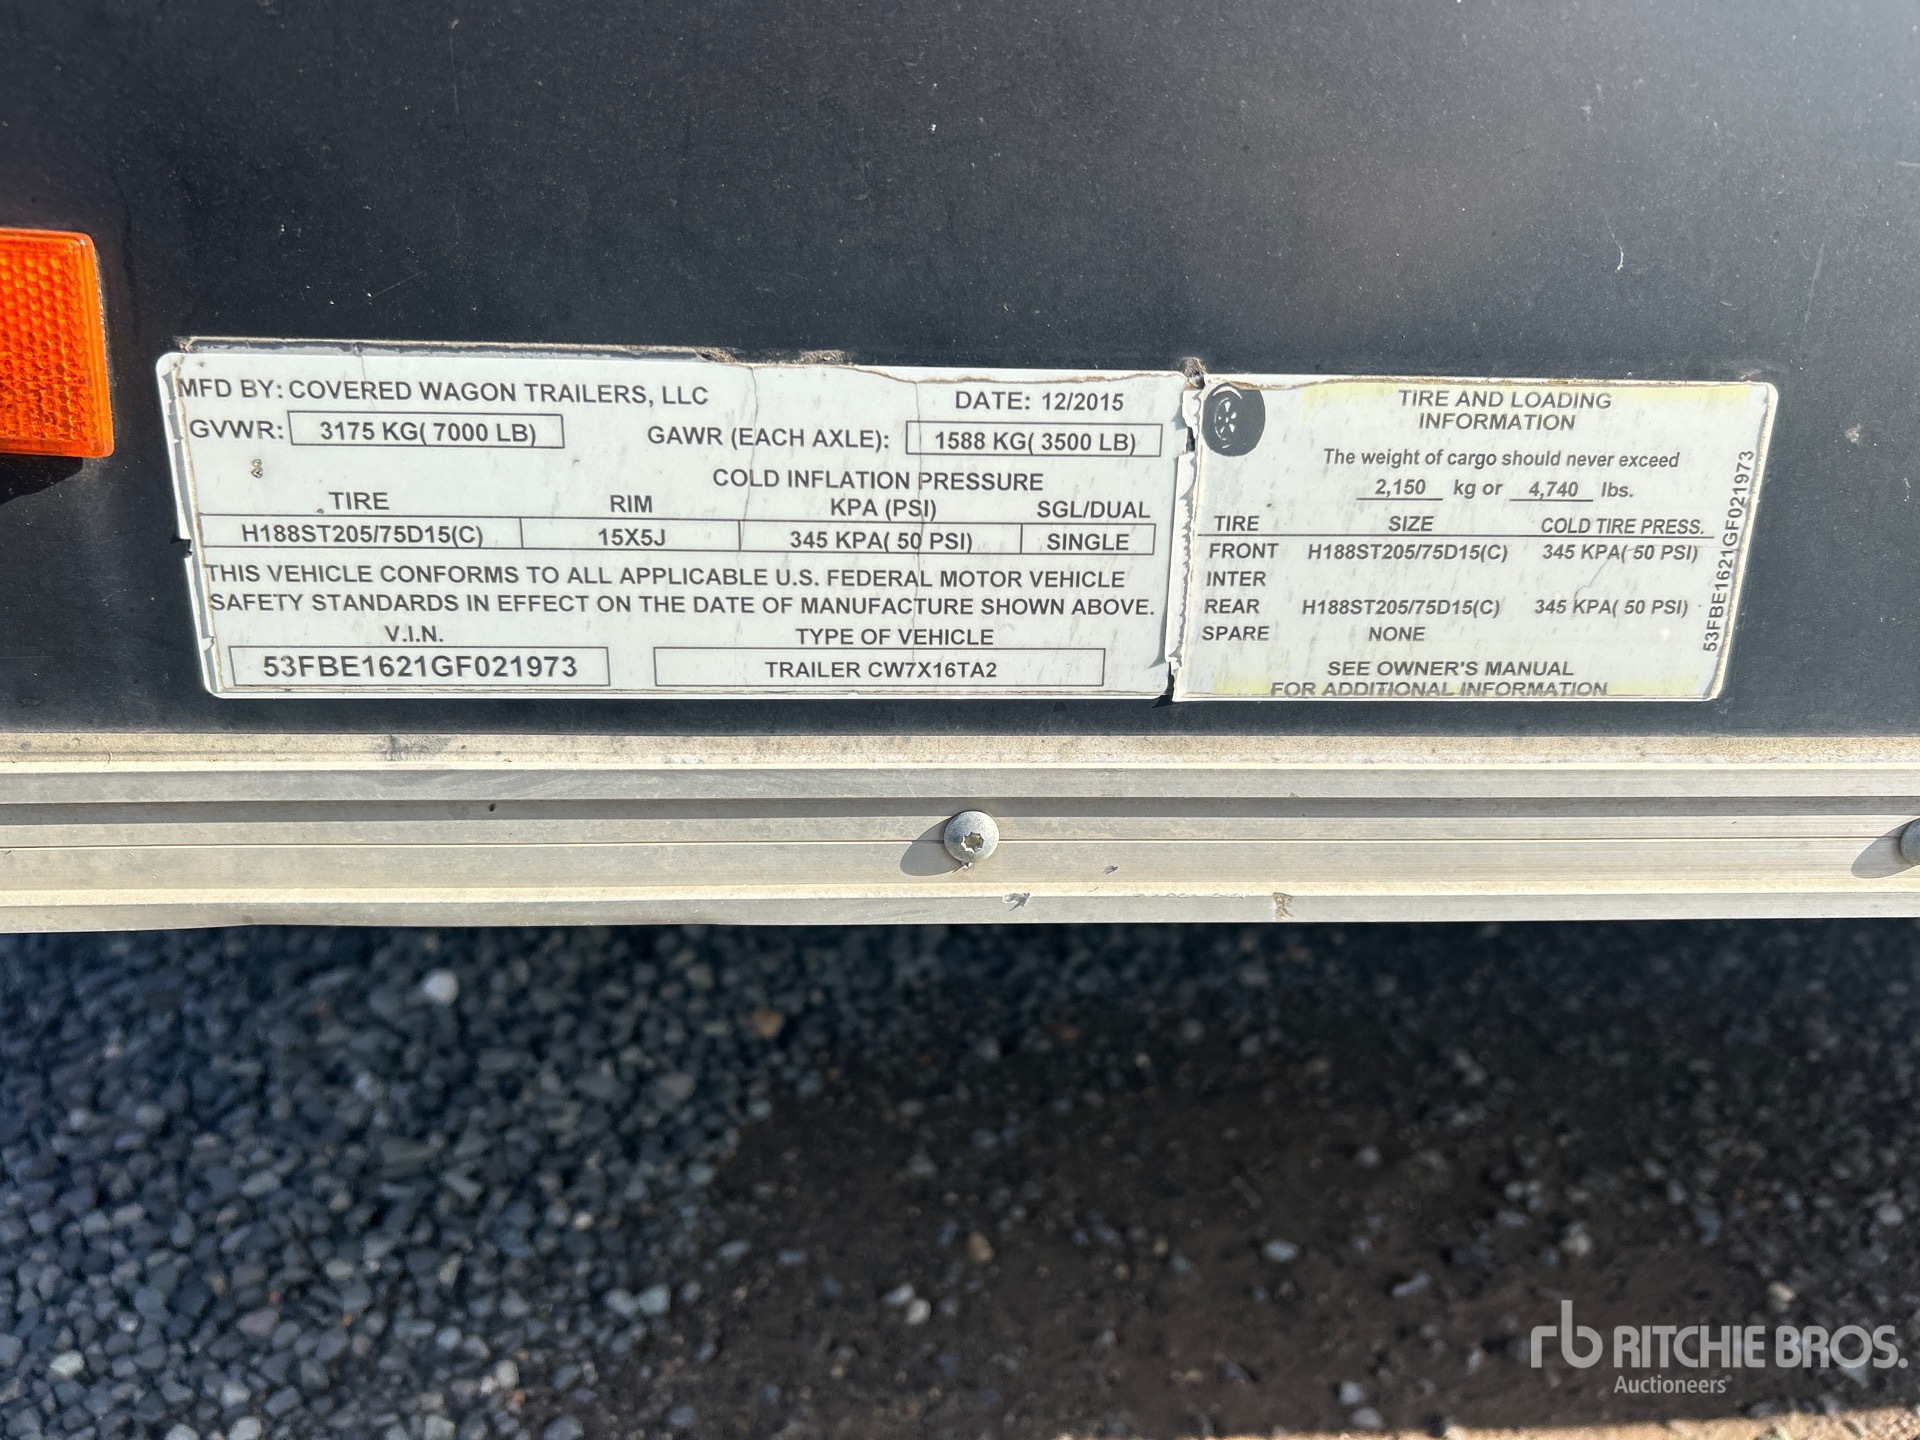 MFD BY: COVERED WAGON TRAILERS, LLC DATE: 12/2015
GVWR: 3175 KG( 7000 LB) GAWR (EACH AXLE): 1588 KG( 3500 LB)
COLD INFLATION PRESSURE
TIRE RIM KPA (PSI) SGL/DUAL
H188ST205/75D15(C) 15X5J 345 KPA( 50 PSI) SINGLE
THIS VEHICLE CONFORMS TO ALL APPLICABLE U.S. FEDERAL MOTOR VEHICLE
SAFETY STANDARDS IN EFFECT ON THE DATE OF MANUFACTURE SHOWN ABOVE.
V.I.N. TYPE OF VEHICLE
53FBE1621GF021973 TRAILER CW7X16TA2
TIRE AND LOADING
INFORMATION
The weight of cargo should never exceed
2,150 kg or 4,740 lbs.
TIRE SIZE COLD TIRE PRESS.
FRONT H188ST205/75D15(C) 345 KPA( 50 PSI)
INTER
REAR H188ST205/75D15(C) 345 KPA( 50 PSI)
SPARE NONE
SEE OWNER'S MANUAL
FOR ADDITIONAL INFORMATION
53FBE1621GF021973
rb RITCHIE BROS.
Auctioneers